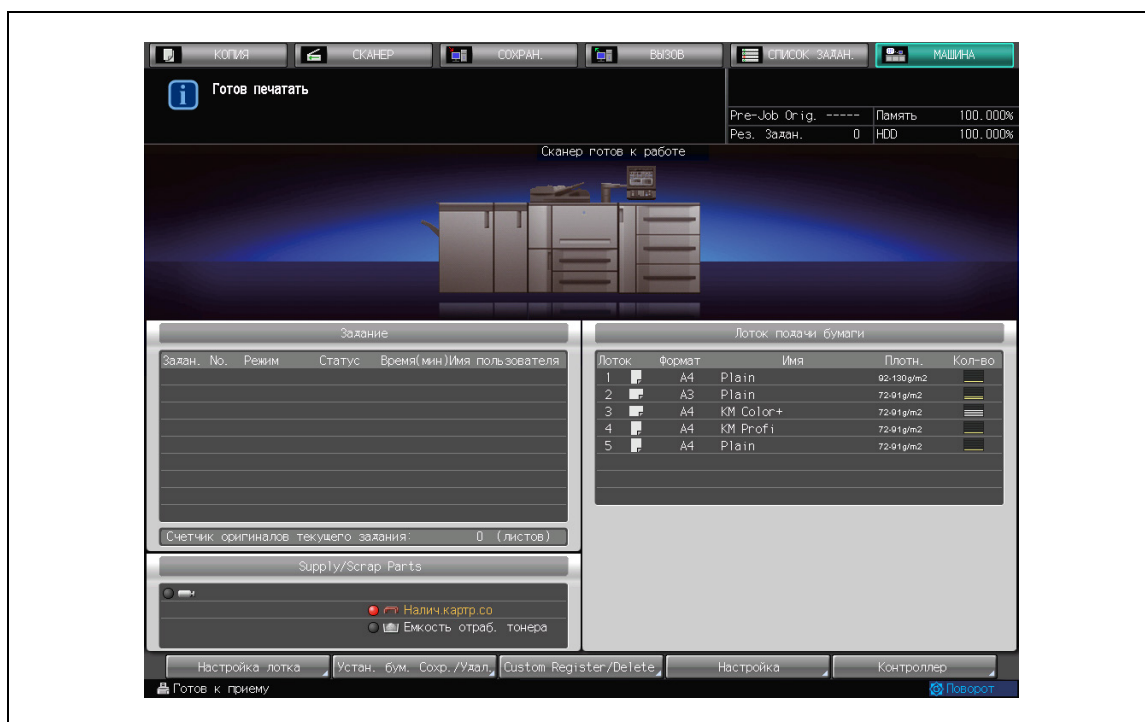 КОПИЯ СКАНЕР СОХРАН. ВЫЗОВ СПИСОК ЗАДАН. МАШИНА
Готов печатать
Pre-Job Orig. ----- Память 100.000%
Рез. Задан. 0 HDD 100.000%
Сканер готов к работе
Задание
Задан. No. Режим Статус Время(мин)Имя пользователя
Счетчик оригиналов текущего задания: 0 (листов)
Лоток подачи бумаги
Лоток Формат Имя Плотн. Кол-во
1 A4 Plain 92-130g/m2
2 A3 Plain 72-91g/m2
3 A4 KM Color+ 72-91g/m2
4 A4 KM Profi 72-91g/m2
5 A4 Plain 72-91g/m2
Supply/Scrap Parts
Налич.картр.со
Емкость отраб. тонера
Настройка лотка Устан. бум. Сохр./Удал. Custom Register/Delete Настройка Контроллер
Готов к приему Поворот